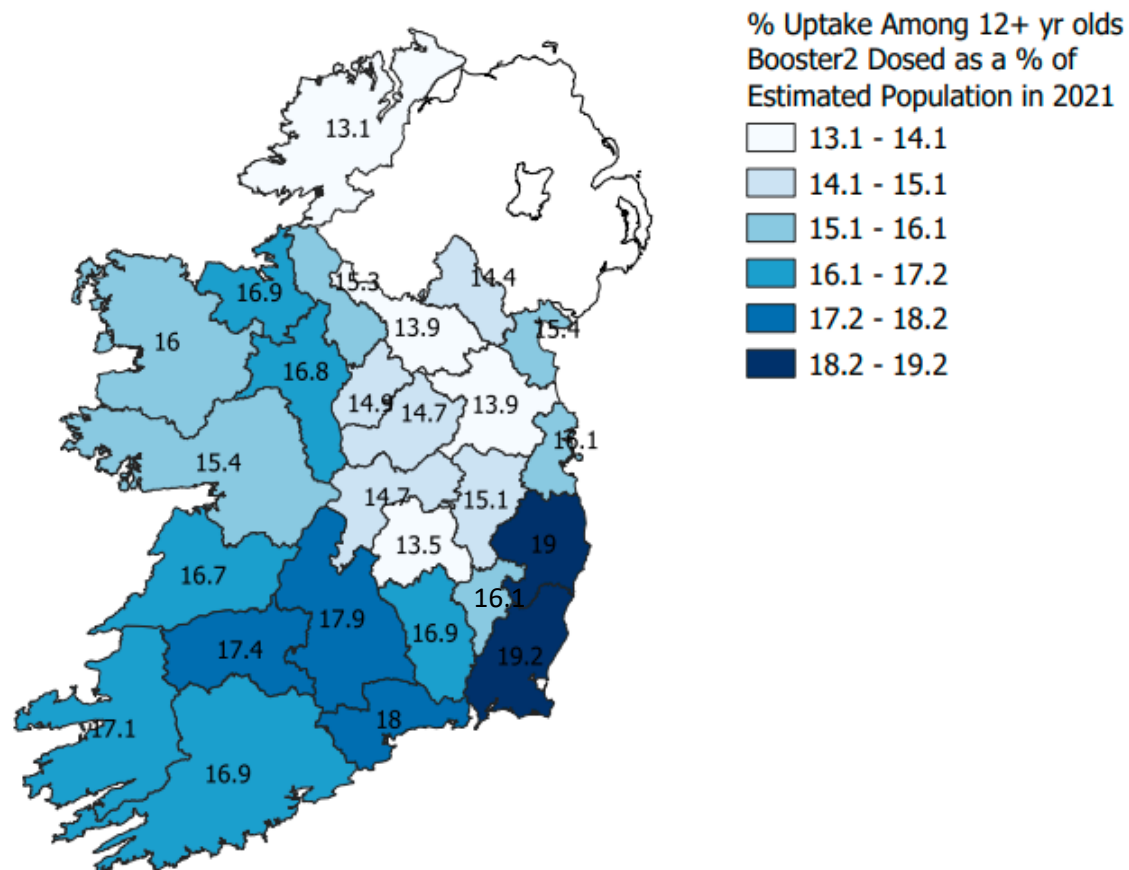 % Uptake Among 12+ yr olds
Booster2 Dosed as a % of
Estimated Population in 2021
13.1 - 14.1
14.1 - 15.1
15.1 - 16.1
16.1 - 17.2
17.2 - 18.2
18.2 - 19.2
13.1
15.3
14.4
16.9
13.9
15.4
16
16.8
14.9
14.7
13.9
16.1
15.4
14.7
15.1
13.5
19
16.7
16.1
17.9
16.9
17.4
19.2
18
17.1
16.9